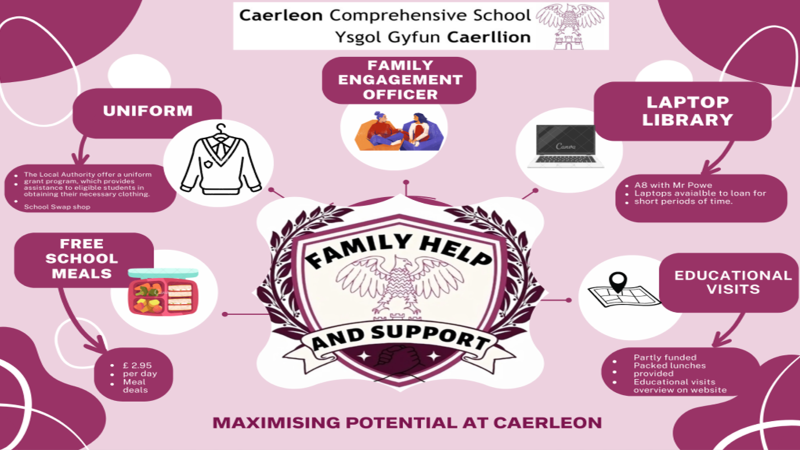 Caerleon Comprehensive School
Ysgol Gyfun Caerllion
FAMILY
ENGAGEMENT
OFFICER
UNIFORM
The Local Authority offer a uniform
grant program, which provides
assistance to eligible students in
obtaining their necessary clothing.
School Swap shop
LAPTOP
LIBRARY
Canva
A8 with Mr Powe
Laptops avaialble to loan for
short periods of time.
FREE
SCHOOL
MEALS
£ 2.95
per day
Meal
deals
FAMILY HELP
AND SUPPORT
EDUCATIONAL
VISITS
Partly funded
Packed lunches
provided
Educational visits
overview on website
MAXIMISING POTENTIAL AT CAERLEON